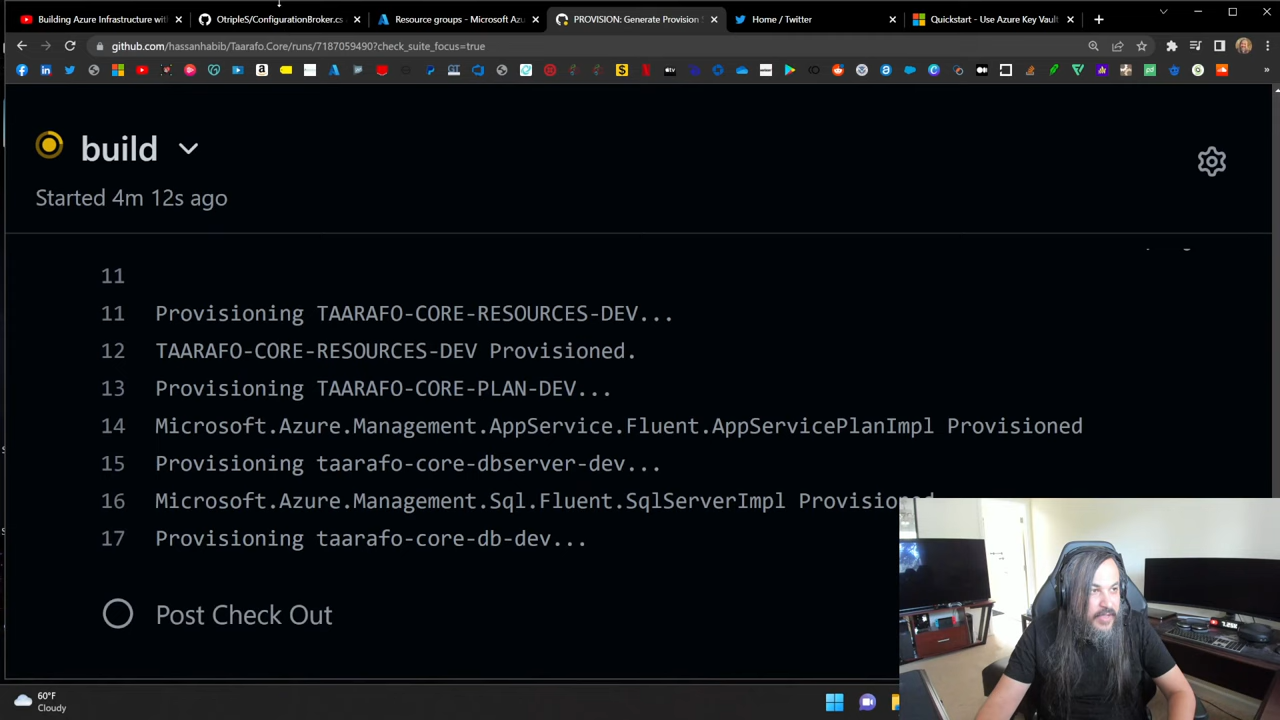 Building Azure Infrastructure wit
OtripleS/ConfigurationBroker.cs
Resource groups - Microsoft Azu
PROVISION: Generate Provision S
Home / Twitter
Quickstart - Use Azure Key Vault
github.com/hassanhabib/Taarafo.Core/runs/7187059490?check_suite_focus=true
build
Started 4m 12s ago
11
11 Provisioning TAARAFO-CORE-RESOURCES-DEV...
12 TAARAFO-CORE-RESOURCES-DEV Provisioned.
13 Provisioning TAARAFO-CORE-PLAN-DEV...
14 Microsoft.Azure.Management.AppService.Fluent.AppServicePlanImpl Provisioned
15 Provisioning taarafo-core-dbserver-dev...
16 Microsoft.Azure.Management.Sql.Fluent.SqlServerImpl Provisioned
17 Provisioning taarafo-core-db-dev...
Post Check Out
60°F
Cloudy